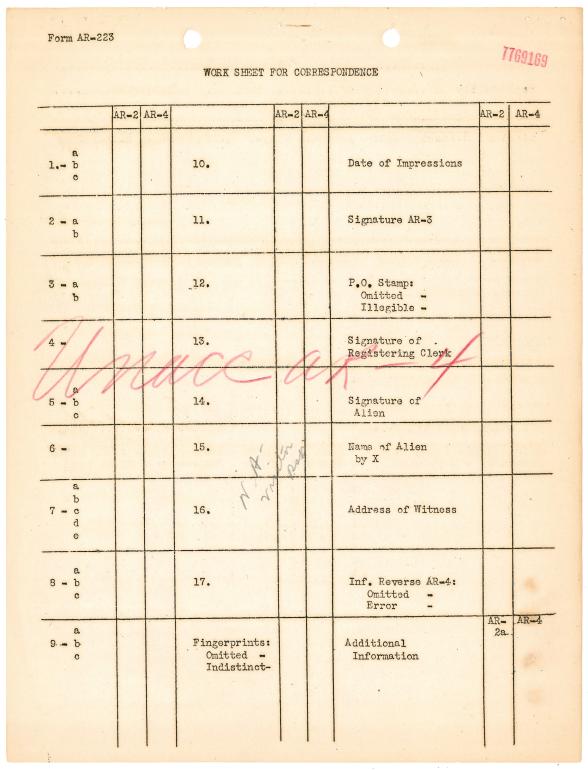 Form AR-223
7769169
WORK SHEET FOR CORRESPONDENCE
AR-2 AR-4 AR-2 AR-4 AR-2 AR-4
a
1.- b 10. Date of Impressions
c
2 - a 11. Signature AR-3
b
3 - a 12. P.O. Stamp:
b Omitted -
Illegible -
4 - 13. Signature of
Registering Clerk
Unacc ar-4
a
5 - b 14. Signature of
c Alien
6 - 15. Name of Alien
by X
N. A-
a
b
7 - c 16. Address of Witness
d
e
a
8 - b 17. Inf. Reverse AR-4:
c Omitted -
Error -
AR-2a AR-4
a
9 - b Fingerprints: Additional
c Omitted - Information
Indistinct-